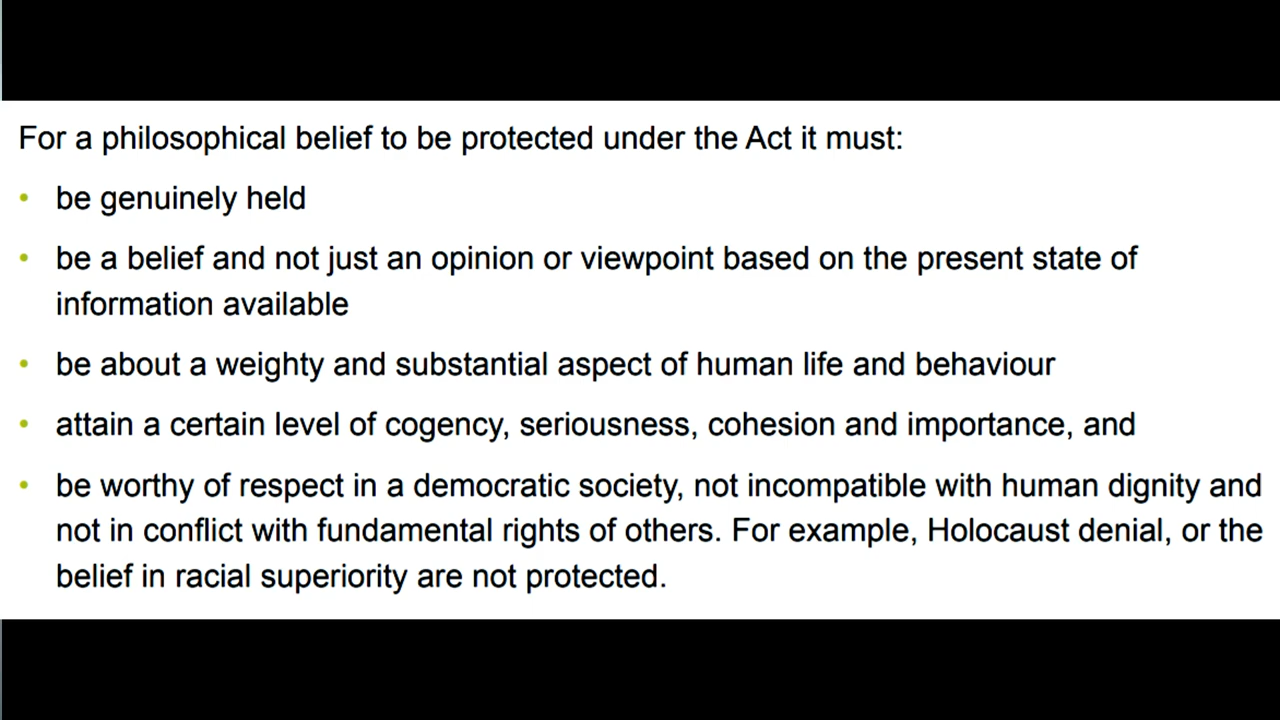 For a philosophical belief to be protected under the Act it must:
• be genuinely held
• be a belief and not just an opinion or viewpoint based on the present state of
information available
• be about a weighty and substantial aspect of human life and behaviour
• attain a certain level of cogency, seriousness, cohesion and importance, and
• be worthy of respect in a democratic society, not incompatible with human dignity and
not in conflict with fundamental rights of others. For example, Holocaust denial, or the
belief in racial superiority are not protected.